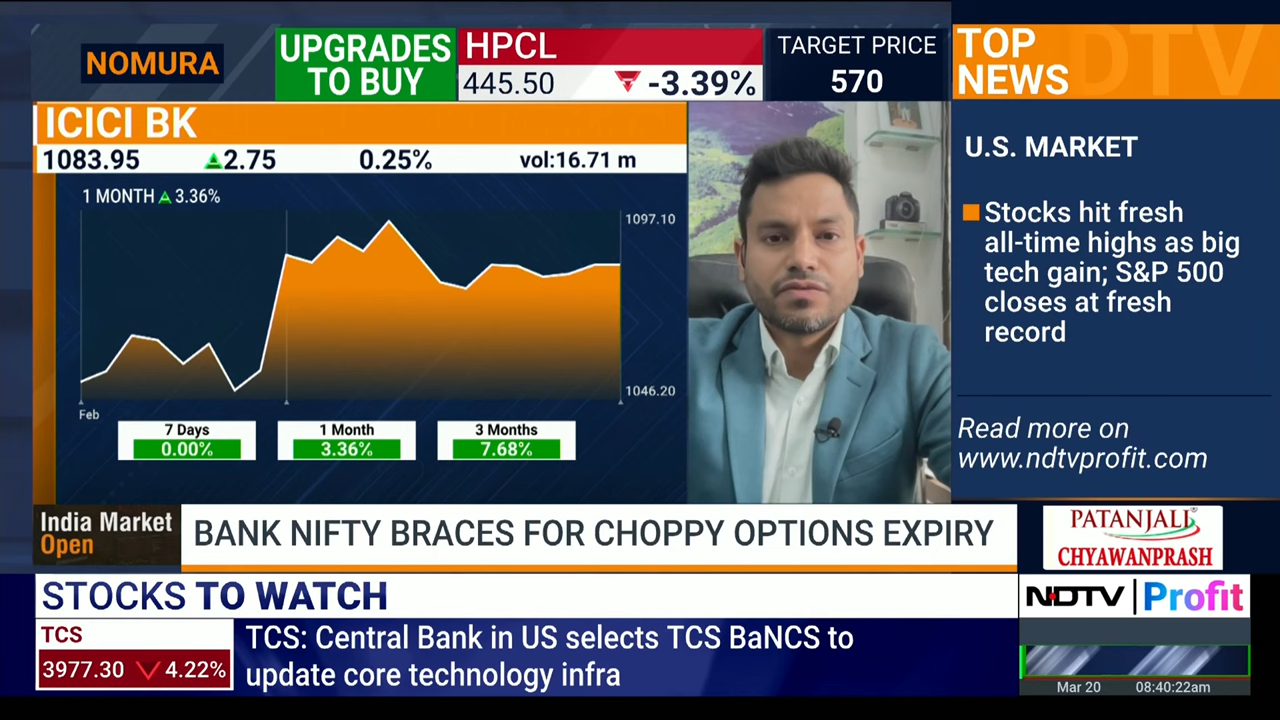 NOMURA
UPGRADES
TO BUY
HPCL
445.50 -3.39%
TARGET PRICE
570
TOP
NEWS
DTV
ICICI BK
1083.95 2.75 0.25% vol:16.71 m
1 MONTH 3.36%
1097.10
1046.20
Feb
7 Days
0.00%
1 Month
3.36%
3 Months
7.68%
U.S. MARKET
Stocks hit fresh
all-time highs as big
tech gain; S&P 500
closes at fresh
record
Read more on
www.ndtvprofit.com
India Market
Open
BANK NIFTY BRACES FOR CHOPPY OPTIONS EXPIRY
PATANJALI
CHYAWANPRASH
STOCKS TO WATCH
NDTV Profit
TCS
3977.30 4.22%
TCS: Central Bank in US selects TCS BaNCS to
update core technology infra
Mar 20 08:40:22am